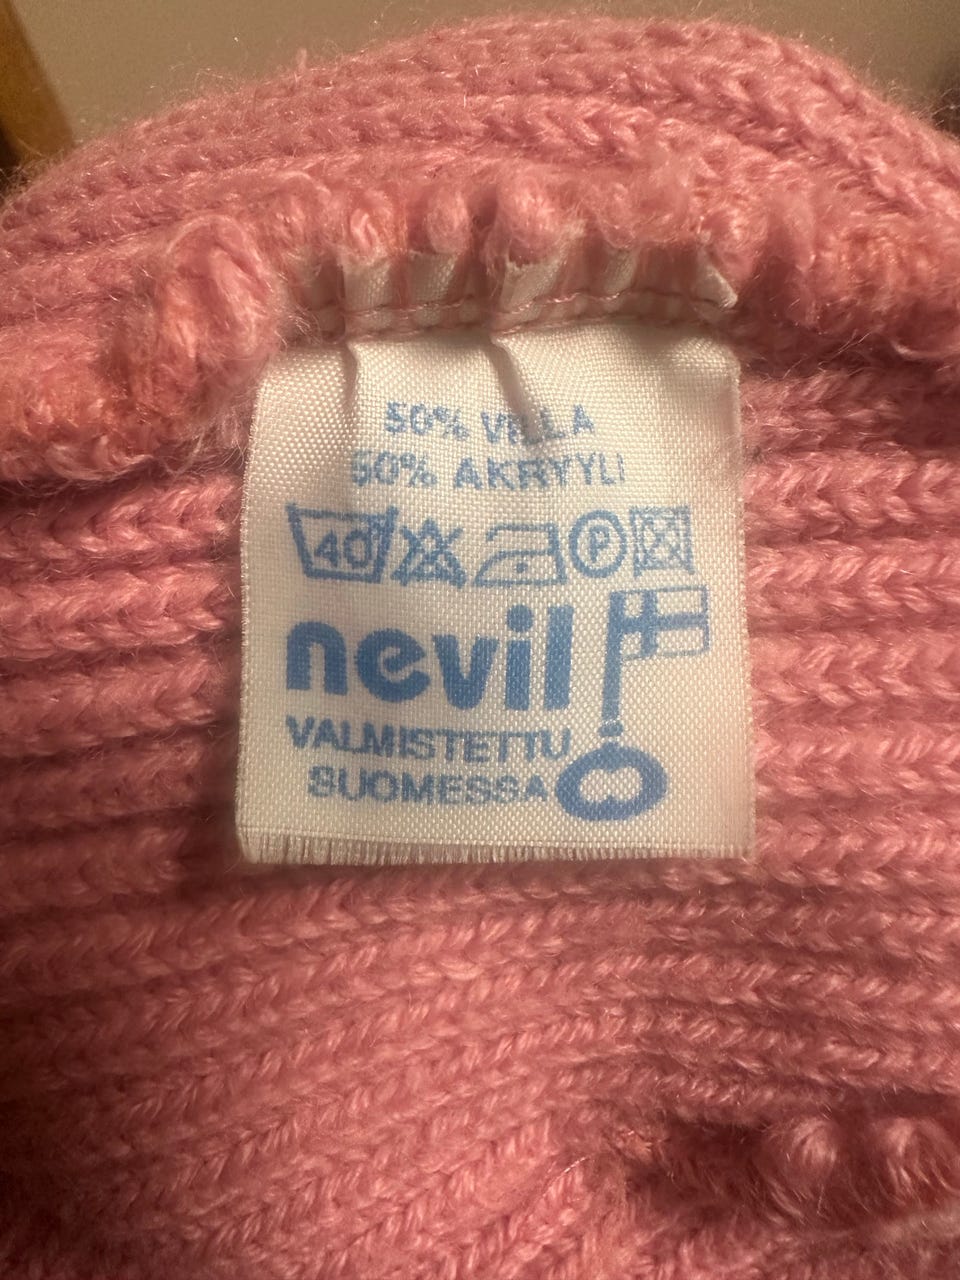 50% VILLA
50% AKRYYLI
40 P
nevil
VALMISTETTU
SUOMESSA